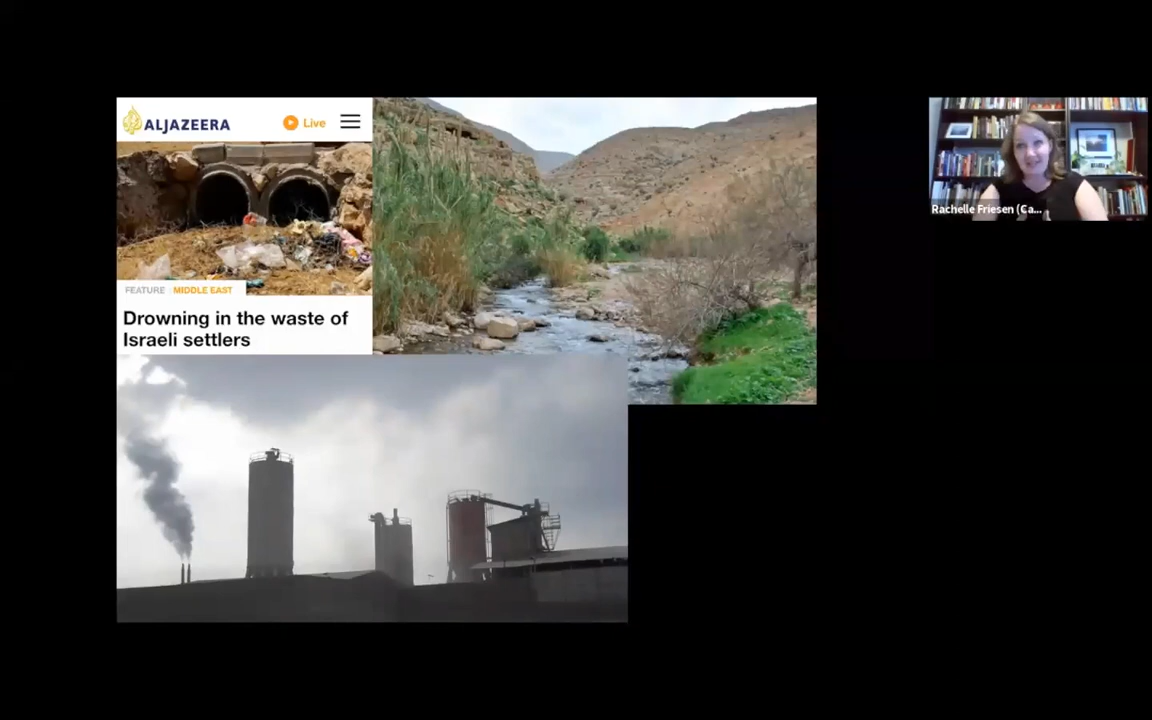 ALJAZEERA
Live
FEATURE MIDDLE EAST
Drowning in the waste of
Israeli settlers
Rachelle Friesen (Ca...